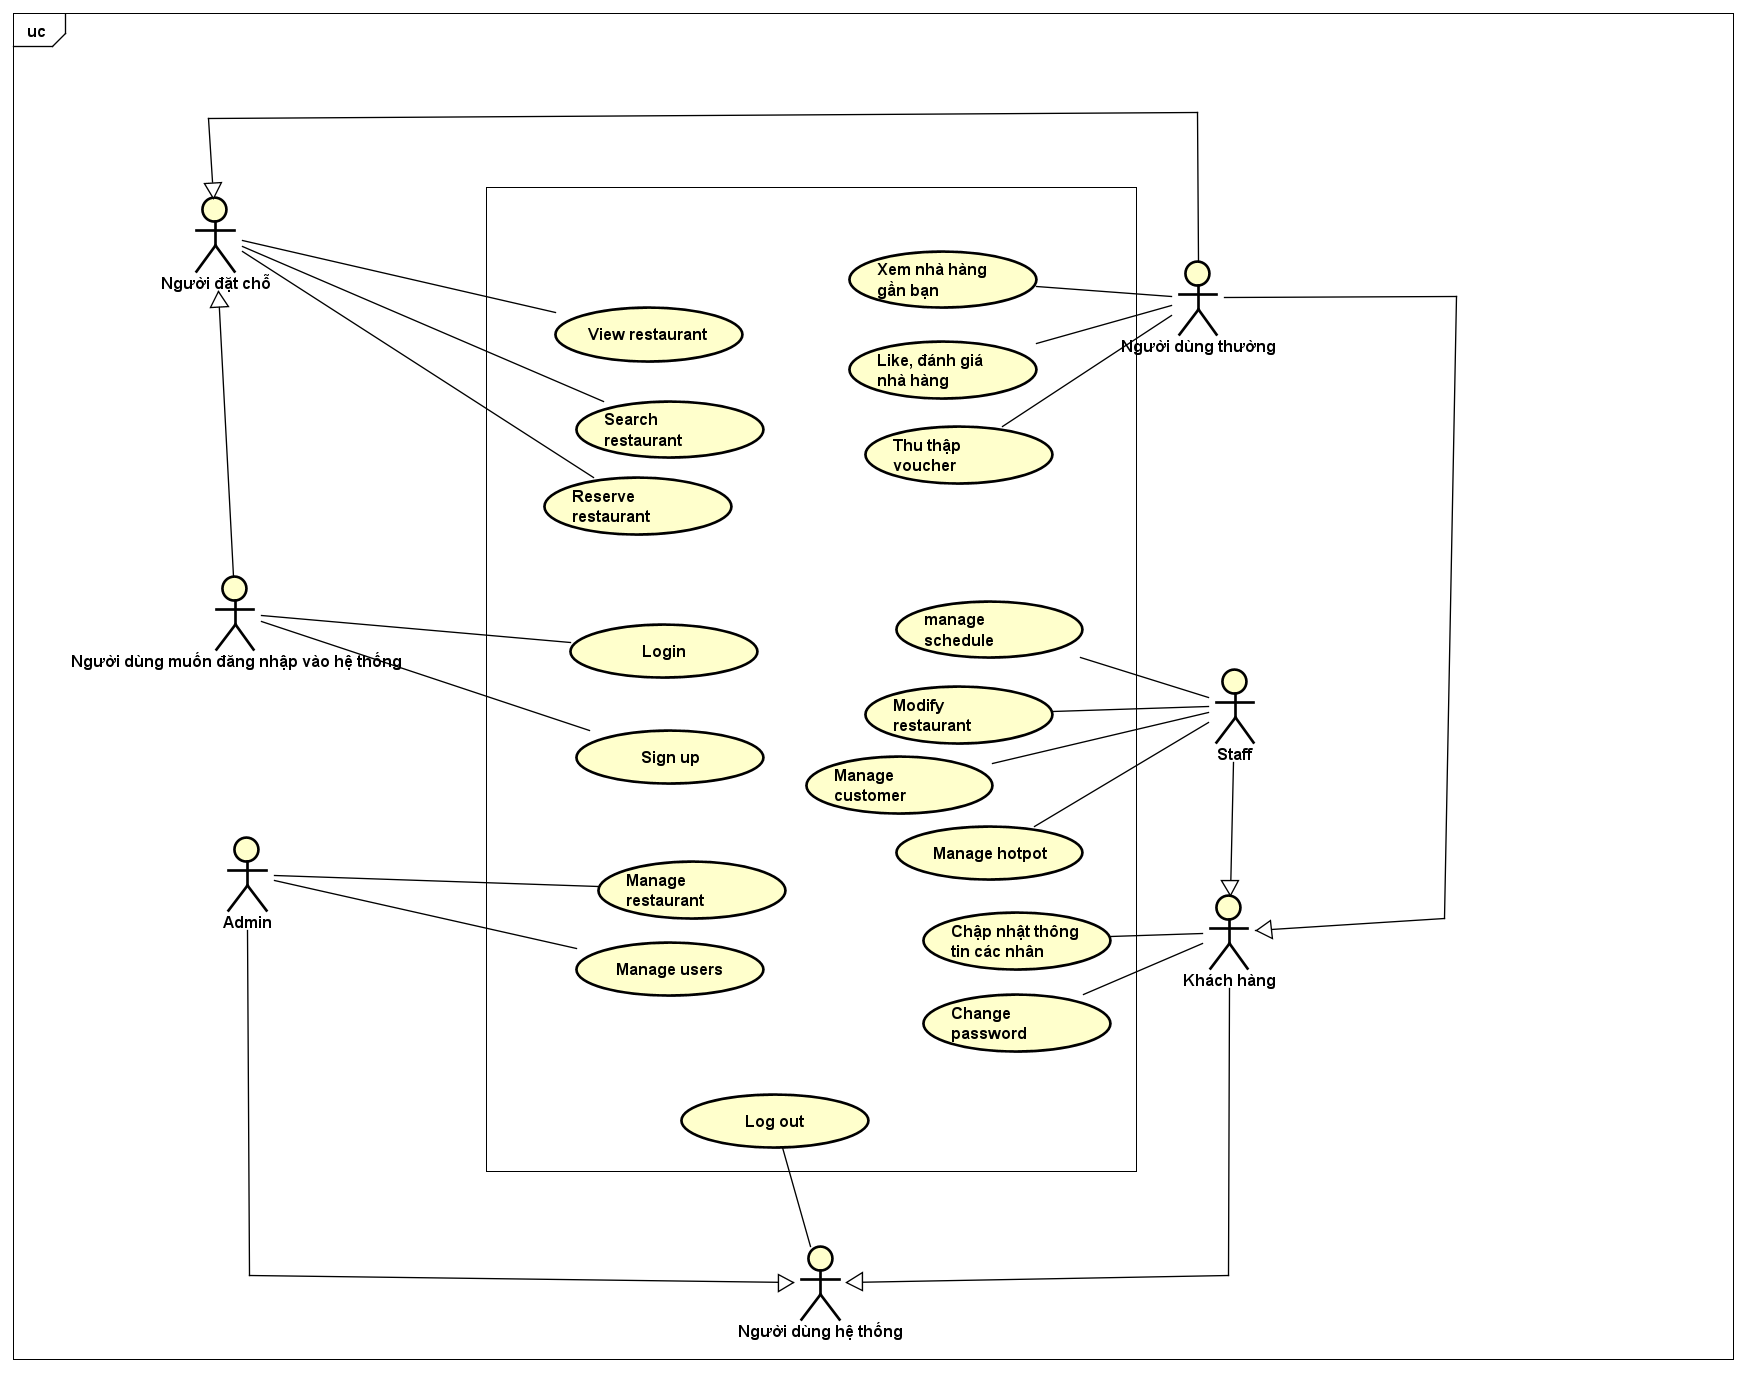 uc
Người đặt chỗ
View restaurant
Search
restaurant
Reserve
restaurant
Xem nhà hàng
gần bạn
Like, đánh giá
nhà hàng
Thu thập
voucher
Người dùng thường
Người dùng muốn đăng nhập vào hệ thống
Login
Sign up
manage
schedule
Modify
restaurant
Manage
customer
Manage hotpot
Staff
Admin
Manage
restaurant
Manage users
Chập nhật thông
tin các nhân
Change
password
Khách hàng
Log out
Người dùng hệ thống